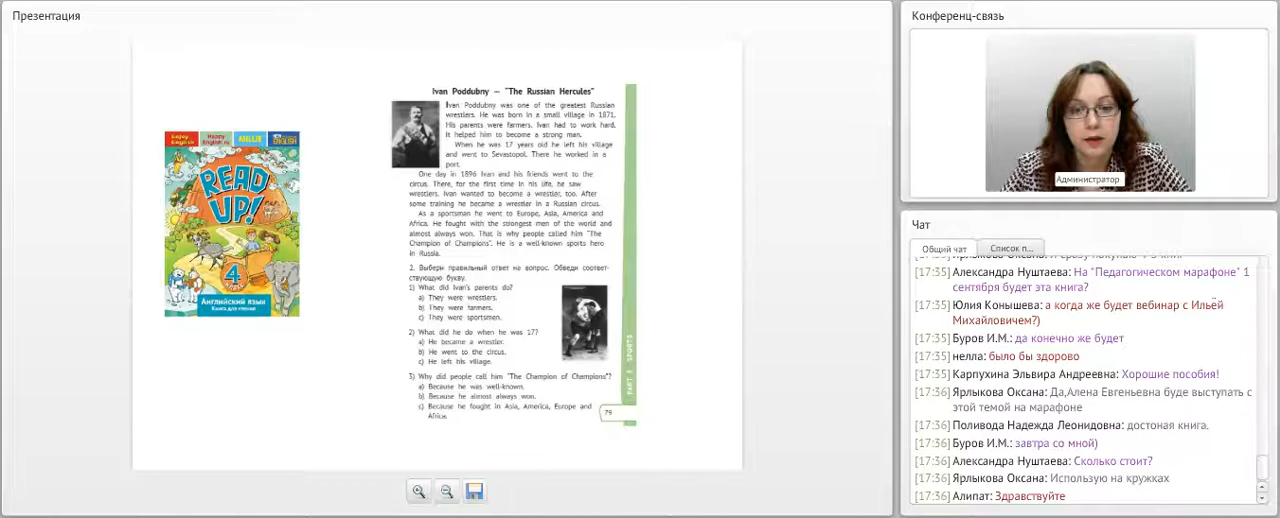 Презентация
Enjoy English
Happy English.ru
MILLIE
ENGLISH
READ UP!
4
Английский язык
Книга для чтения
Ivan Poddubny — "The Russian Hercules"
Ivan Poddubny was one of the greatest Russian
wrestlers. He was born in a small village in 1871.
His parents were farmers. Ivan had to work hard.
It helped him to become a strong man.
When he was 17 years old he left his village
and went to Sevastopol. There he worked in a
port.
One day in 1896 Ivan and his friends went to the
circus. There, for the first time in his life, he saw
wrestlers. Ivan wanted to become a wrestler, too. After
some training he became a wrestler in a Russian circus.
As a sportsman he went to Europe, Asia, America and
Africa. He fought with the strongest men of the world and
almost always won. That is why people called him "The
Champion of Champions". He is a well-known sports hero
in Russia.
2. Выбери правильный ответ на вопрос. Обведи соответ-
ствующую букву.
1) What did Ivan's parents do?
a) They were wrestlers.
b) They were farmers.
c) They were sportsmen.
2) What did he do when he was 17?
a) He became a wrestler.
b) He went to the circus.
c) He left his village.
3) Why did people call him "The Champion of Champions"?
a) Because he was well-known.
b) Because he almost always won.
c) Because he fought in Asia, America, Europe and
Africa.
SPORTS
79
Конференц-связь
Администратор
Чат
Общий чат
Список п...
[17:35] Александра Нуштаева: На "Педагогическом марафоне" 1
сентября будет эта книга?
[17:35] Юлия Конышева: а когда же будет вебинар с Ильёй
Михайловичем?)
[17:35] Буров И.М.: да конечно же будет
[17:35] нелла: было бы здорово
[17:35] Карпухина Эльвира Андреевна: Хорошие пособия!
[17:36] Ярлыкова Оксана: Да,Алена Евгеньевна буде выступать с
этой темой на марафоне
[17:36] Поливода Надежда Леонидовна: достоная книга.
[17:36] Буров И.М.: завтра со мной)
[17:36] Александра Нуштаева: Сколько стоит?
[17:36] Ярлыкова Оксана: Использую на кружках
[17:36] Алипат: Здравствуйте